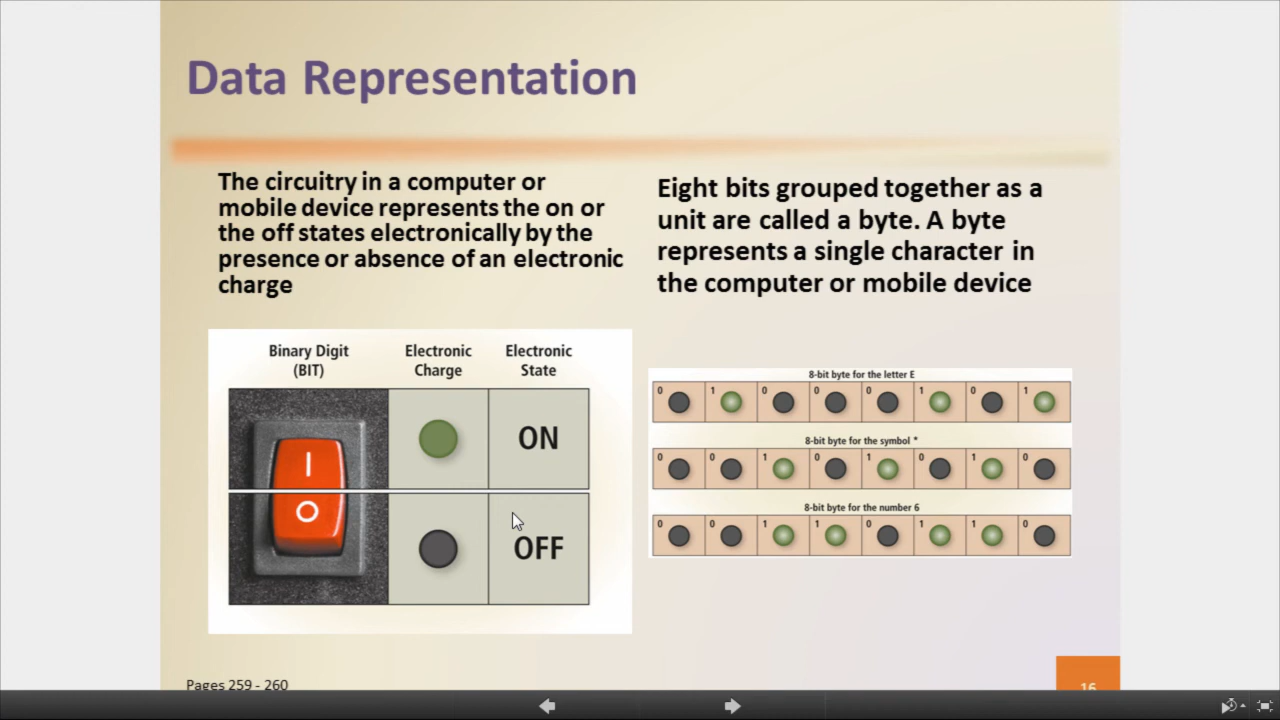 Data Representation
The circuitry in a computer or
mobile device represents the on or
the off states electronically by the
presence or absence of an electronic
charge
Eight bits grouped together as a
unit are called a byte. A byte
represents a single character in
the computer or mobile device
Binary Digit
(BIT)
Electronic
Charge
Electronic
State
ON
OFF
8-bit byte for the letter E
0 1 0 0 0 1 0 1
8-bit byte for the symbol *
0 0 1 0 1 0 1 0
8-bit byte for the number 6
0 0 1 1 0 1 1 0
Pages 259 - 260
16